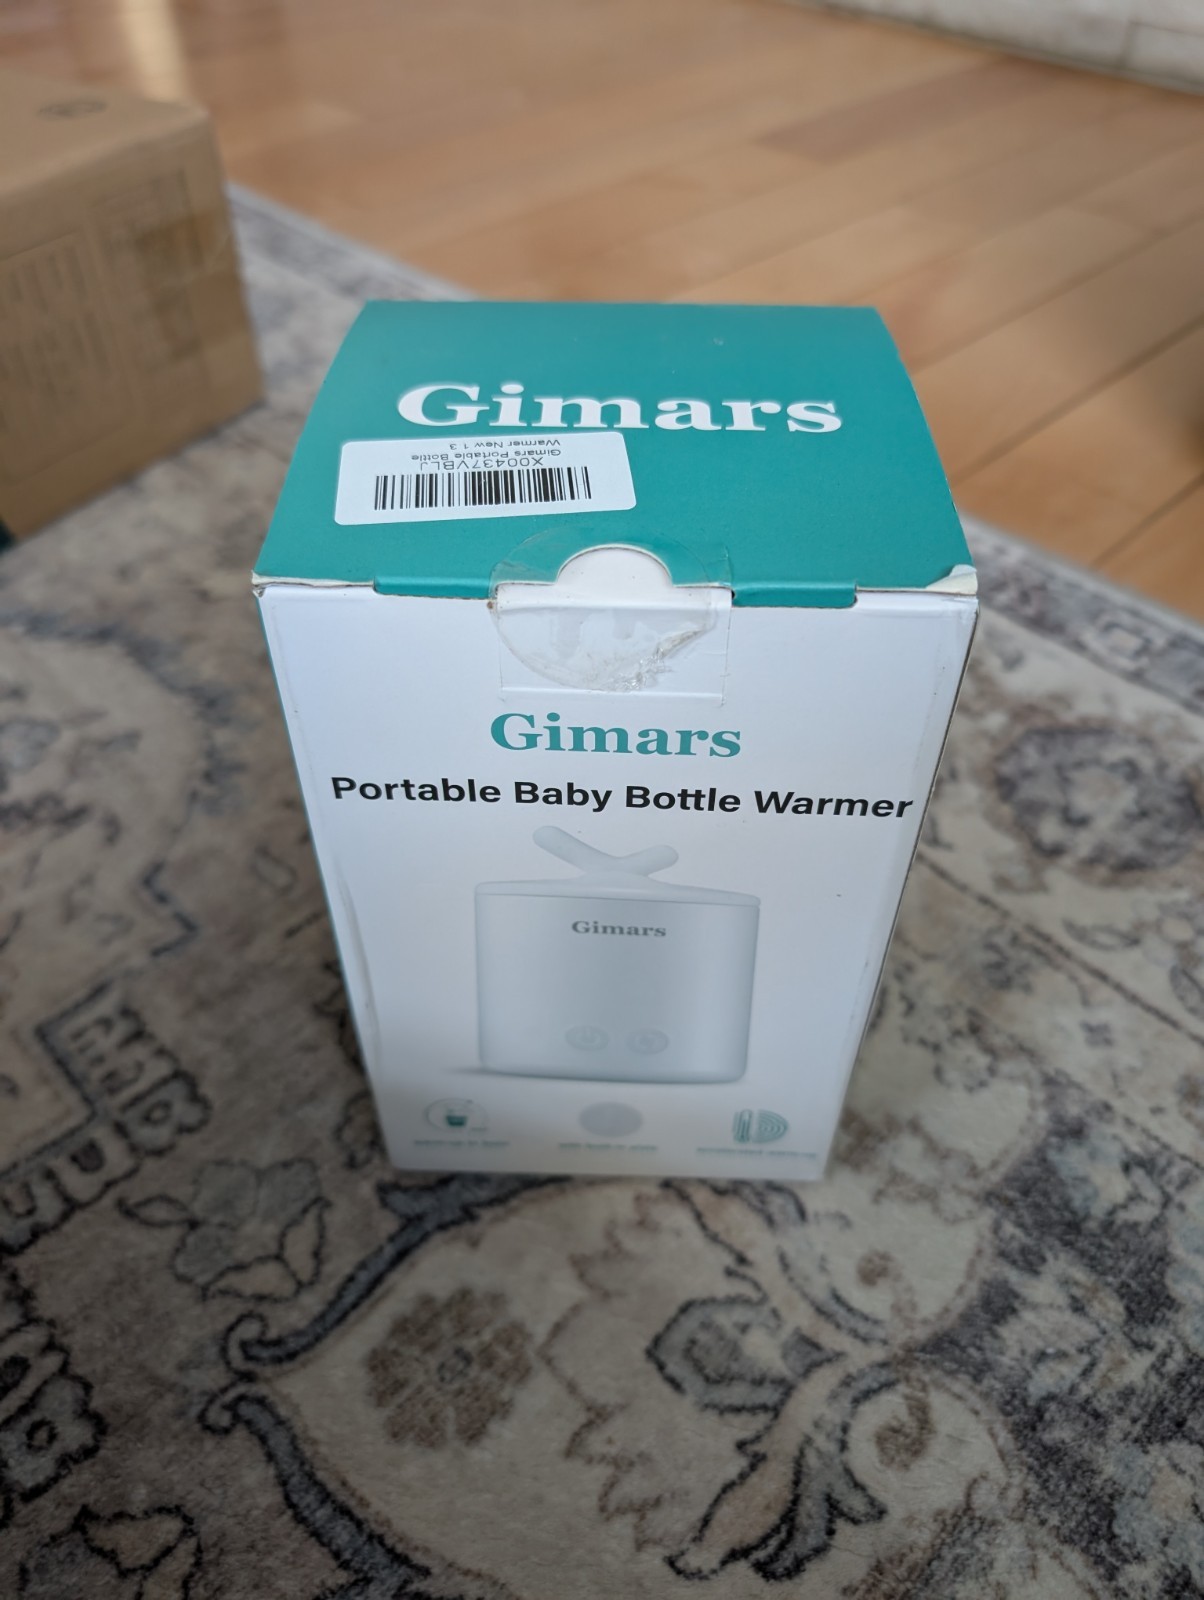 Gimars
X00437VBLJ
Gimars Portable Bottle
Warmer New 1 3
Gimars
Portable Baby Bottle Warmer
Gimars